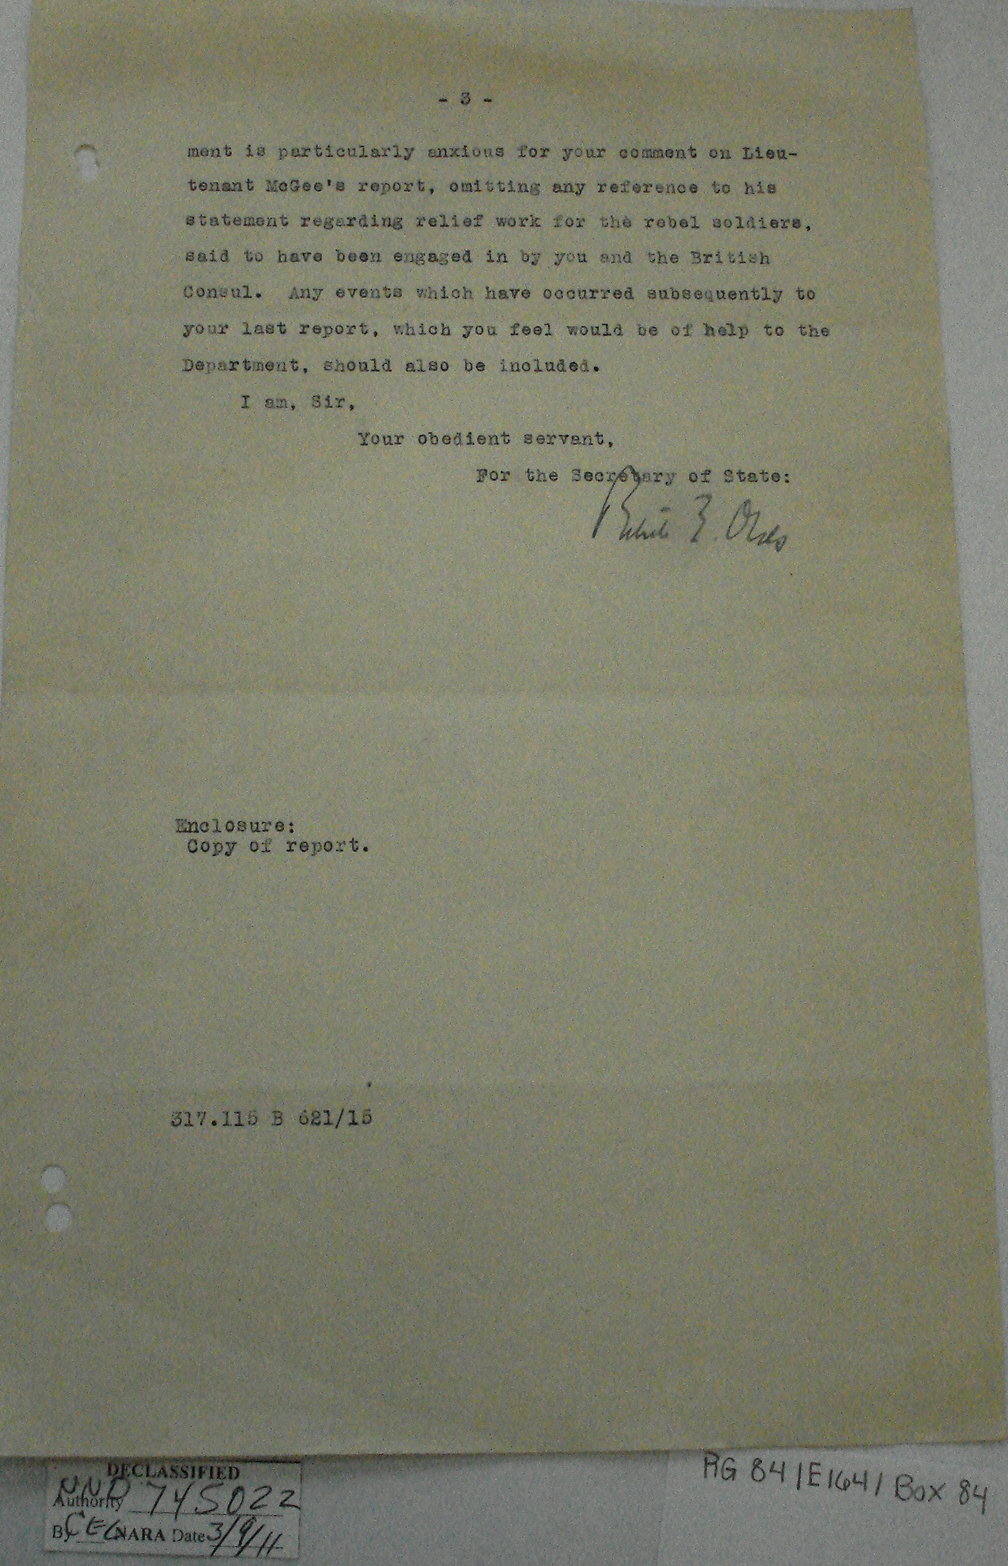 - 3 -
ment is particularly anxious for your comment on Lieu-
tenant McGee's report, omitting any reference to his
statement regarding relief work for the rebel soldiers,
said to have been engaged in by you and the British
Consul. Any events which have occurred subsequently to
your last report, which you feel would be of help to the
Department, should also be included.
I am, Sir,
Your obedient servant,
For the Secretary of State:
Robert E. Olds
Enclosure:
Copy of report.
317.115 B 621/15
DECLASSIFIED
Authority NND 745022
By CEC NARA Date 3/9/11
RG 84/E164/ Box 84